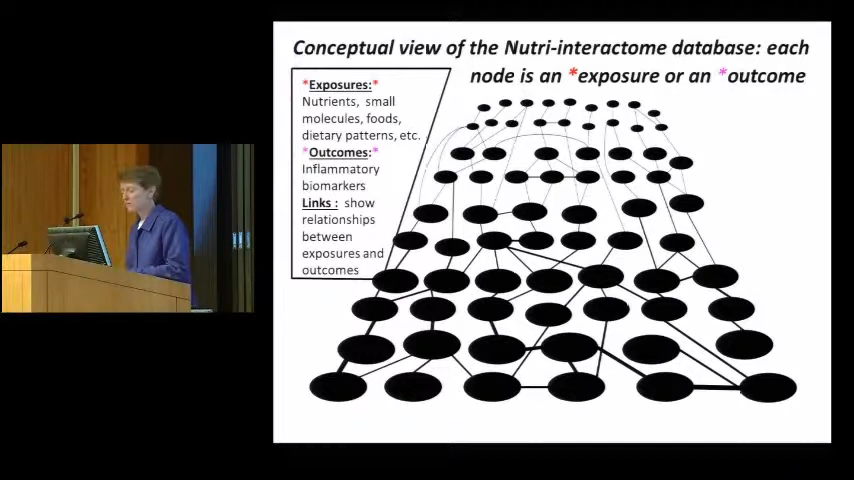 Conceptual view of the Nutri-interactome database: each
node is an *exposure or an *outcome
*Exposures:*
Nutrients, small
molecules, foods,
dietary patterns, etc.
*Outcomes:*
Inflammatory
biomarkers
Links : show
relationships
between
exposures and
outcomes